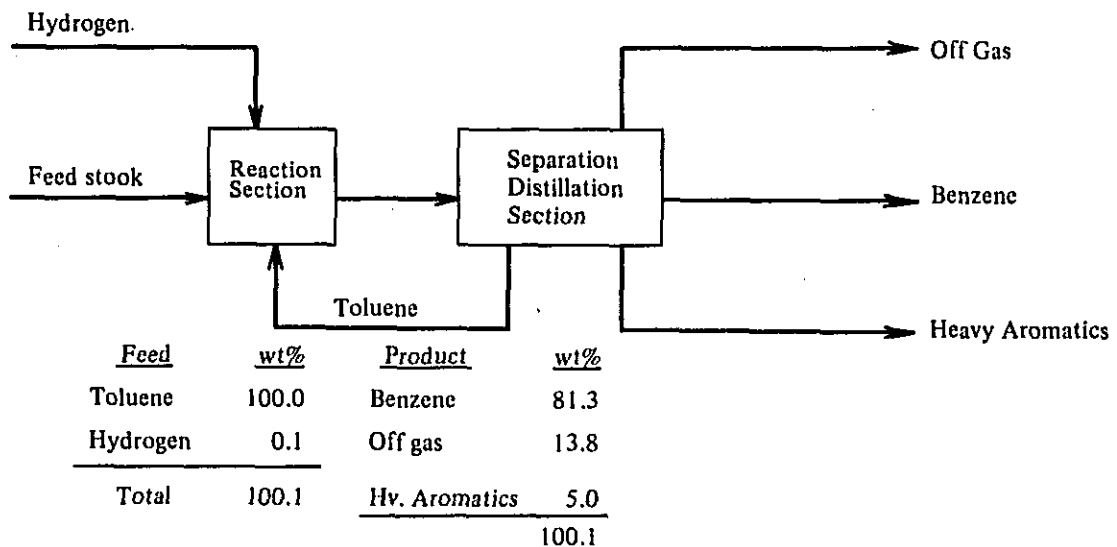 Hydrogen.
Off Gas
Reaction
Section
Separation
Distillation
Section
Feed stook
Benzene
Toluene
Heavy Aromatics
Feed wt% Product wt%
Toluene 100.0 Benzene 81.3
Hydrogen 0.1 Off gas 13.8
Total 100.1 Hv. Aromatics 5.0
100.1